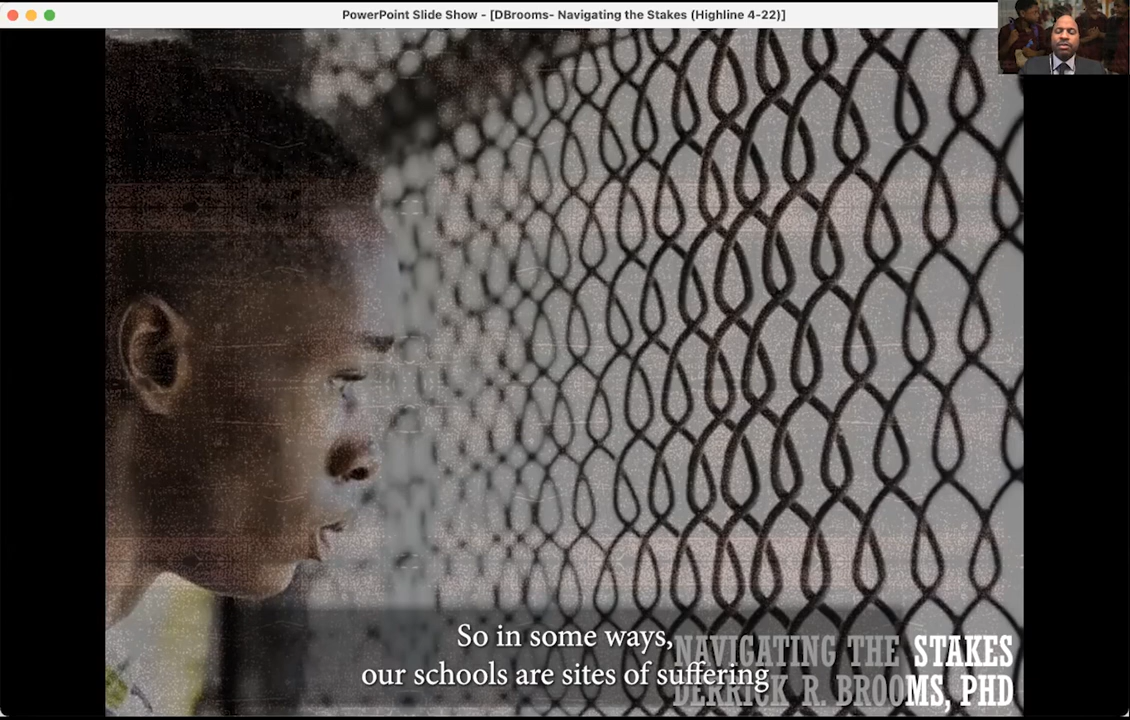 PowerPoint Slide Show - [DBrooms- Navigating the Stakes (Highline 4-22)]
So in some ways,
our schools are sites of suffering
NAVIGATING THE STAKES
DERRICK R. BROOMS, PHD